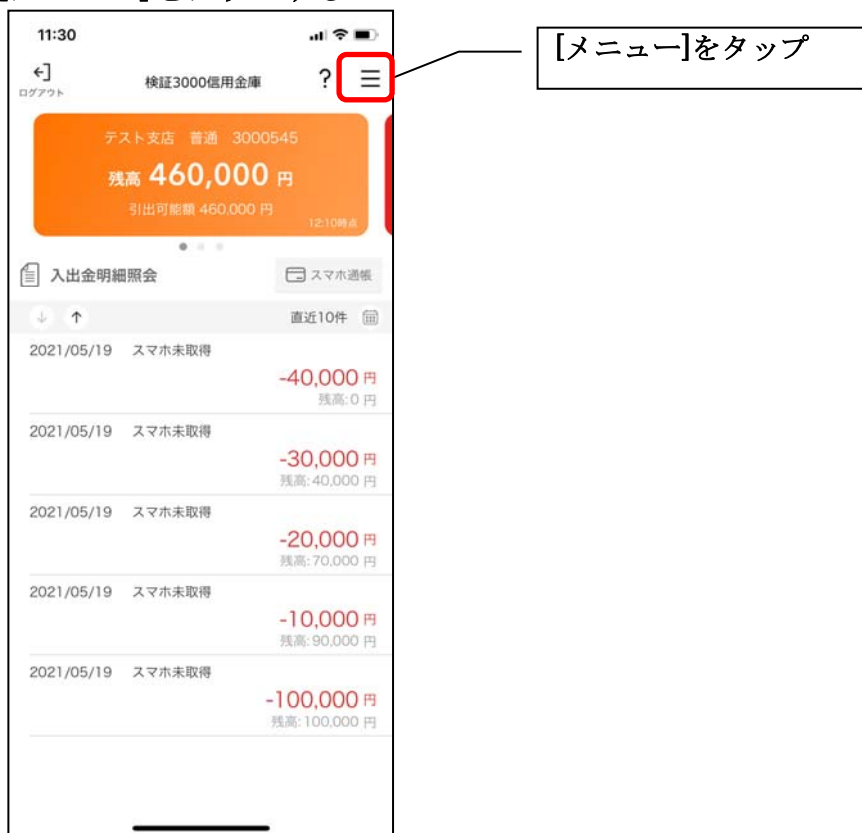 11:30
[メニュー]をタップ
ログアウト
検証3000信用金庫
?
テスト支店 普通 3000545
残高 460,000 円
引出可能額 460,000 円
12:10時点
入出金明細照会
スマホ通帳
↓ ↑
直近10件
2021/05/19 スマホ未取得
-40,000 円
残高:0 円
2021/05/19 スマホ未取得
-30,000 円
残高:40,000 円
2021/05/19 スマホ未取得
-20,000 円
残高:70,000 円
2021/05/19 スマホ未取得
-10,000 円
残高:90,000 円
2021/05/19 スマホ未取得
-100,000 円
残高:100,000 円